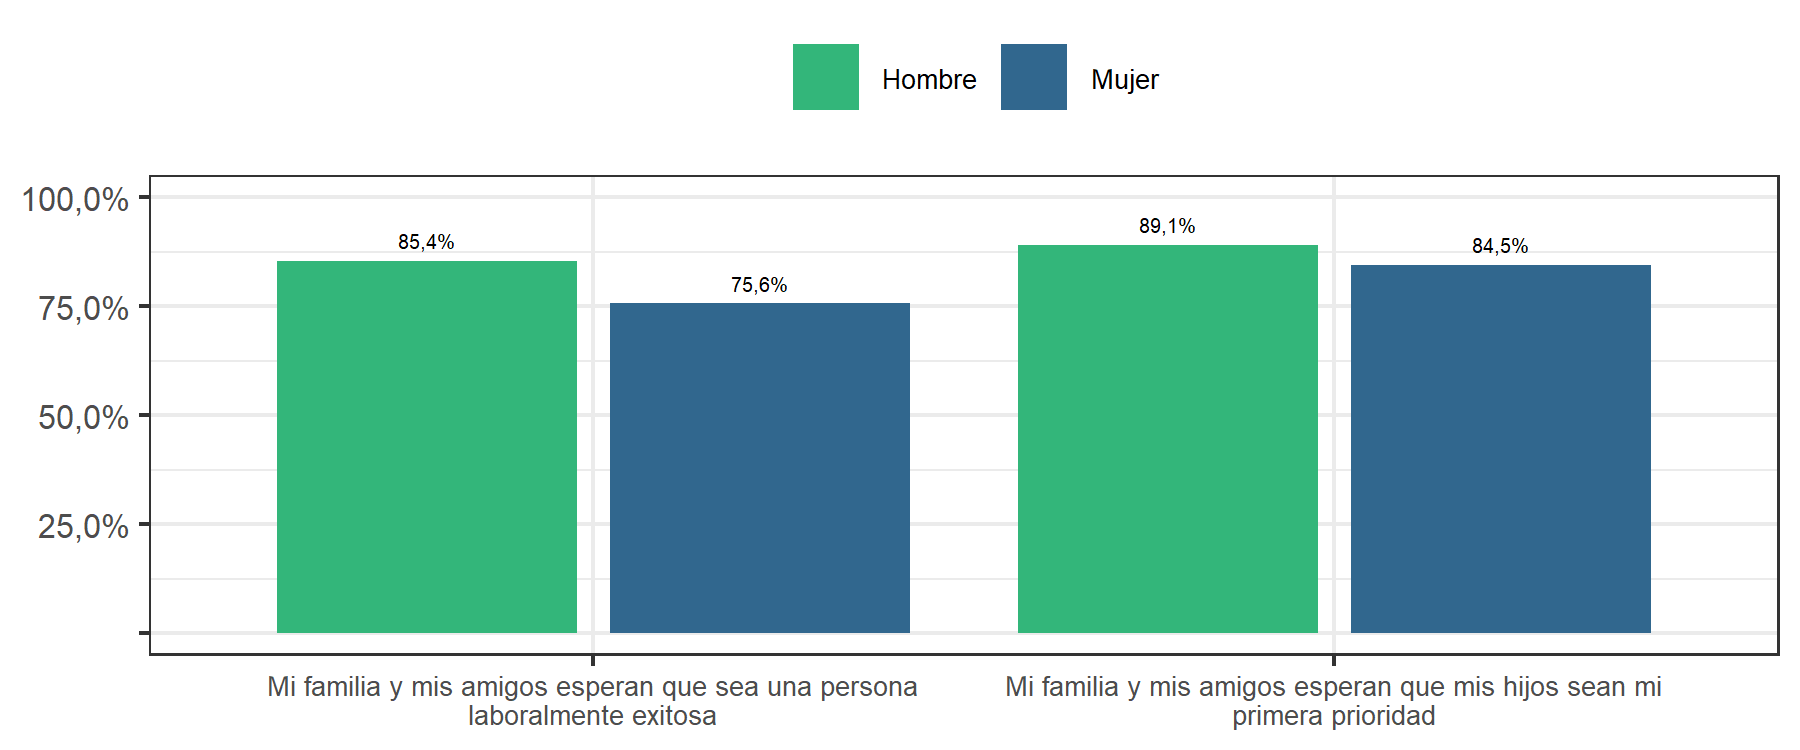 Hombre Mujer
100,0%
75,0%
50,0%
25,0%
85,4%
75,6%
89,1%
84,5%
Mi familia y mis amigos esperan que sea una persona
laboralmente exitosa
Mi familia y mis amigos esperan que mis hijos sean mi
primera prioridad